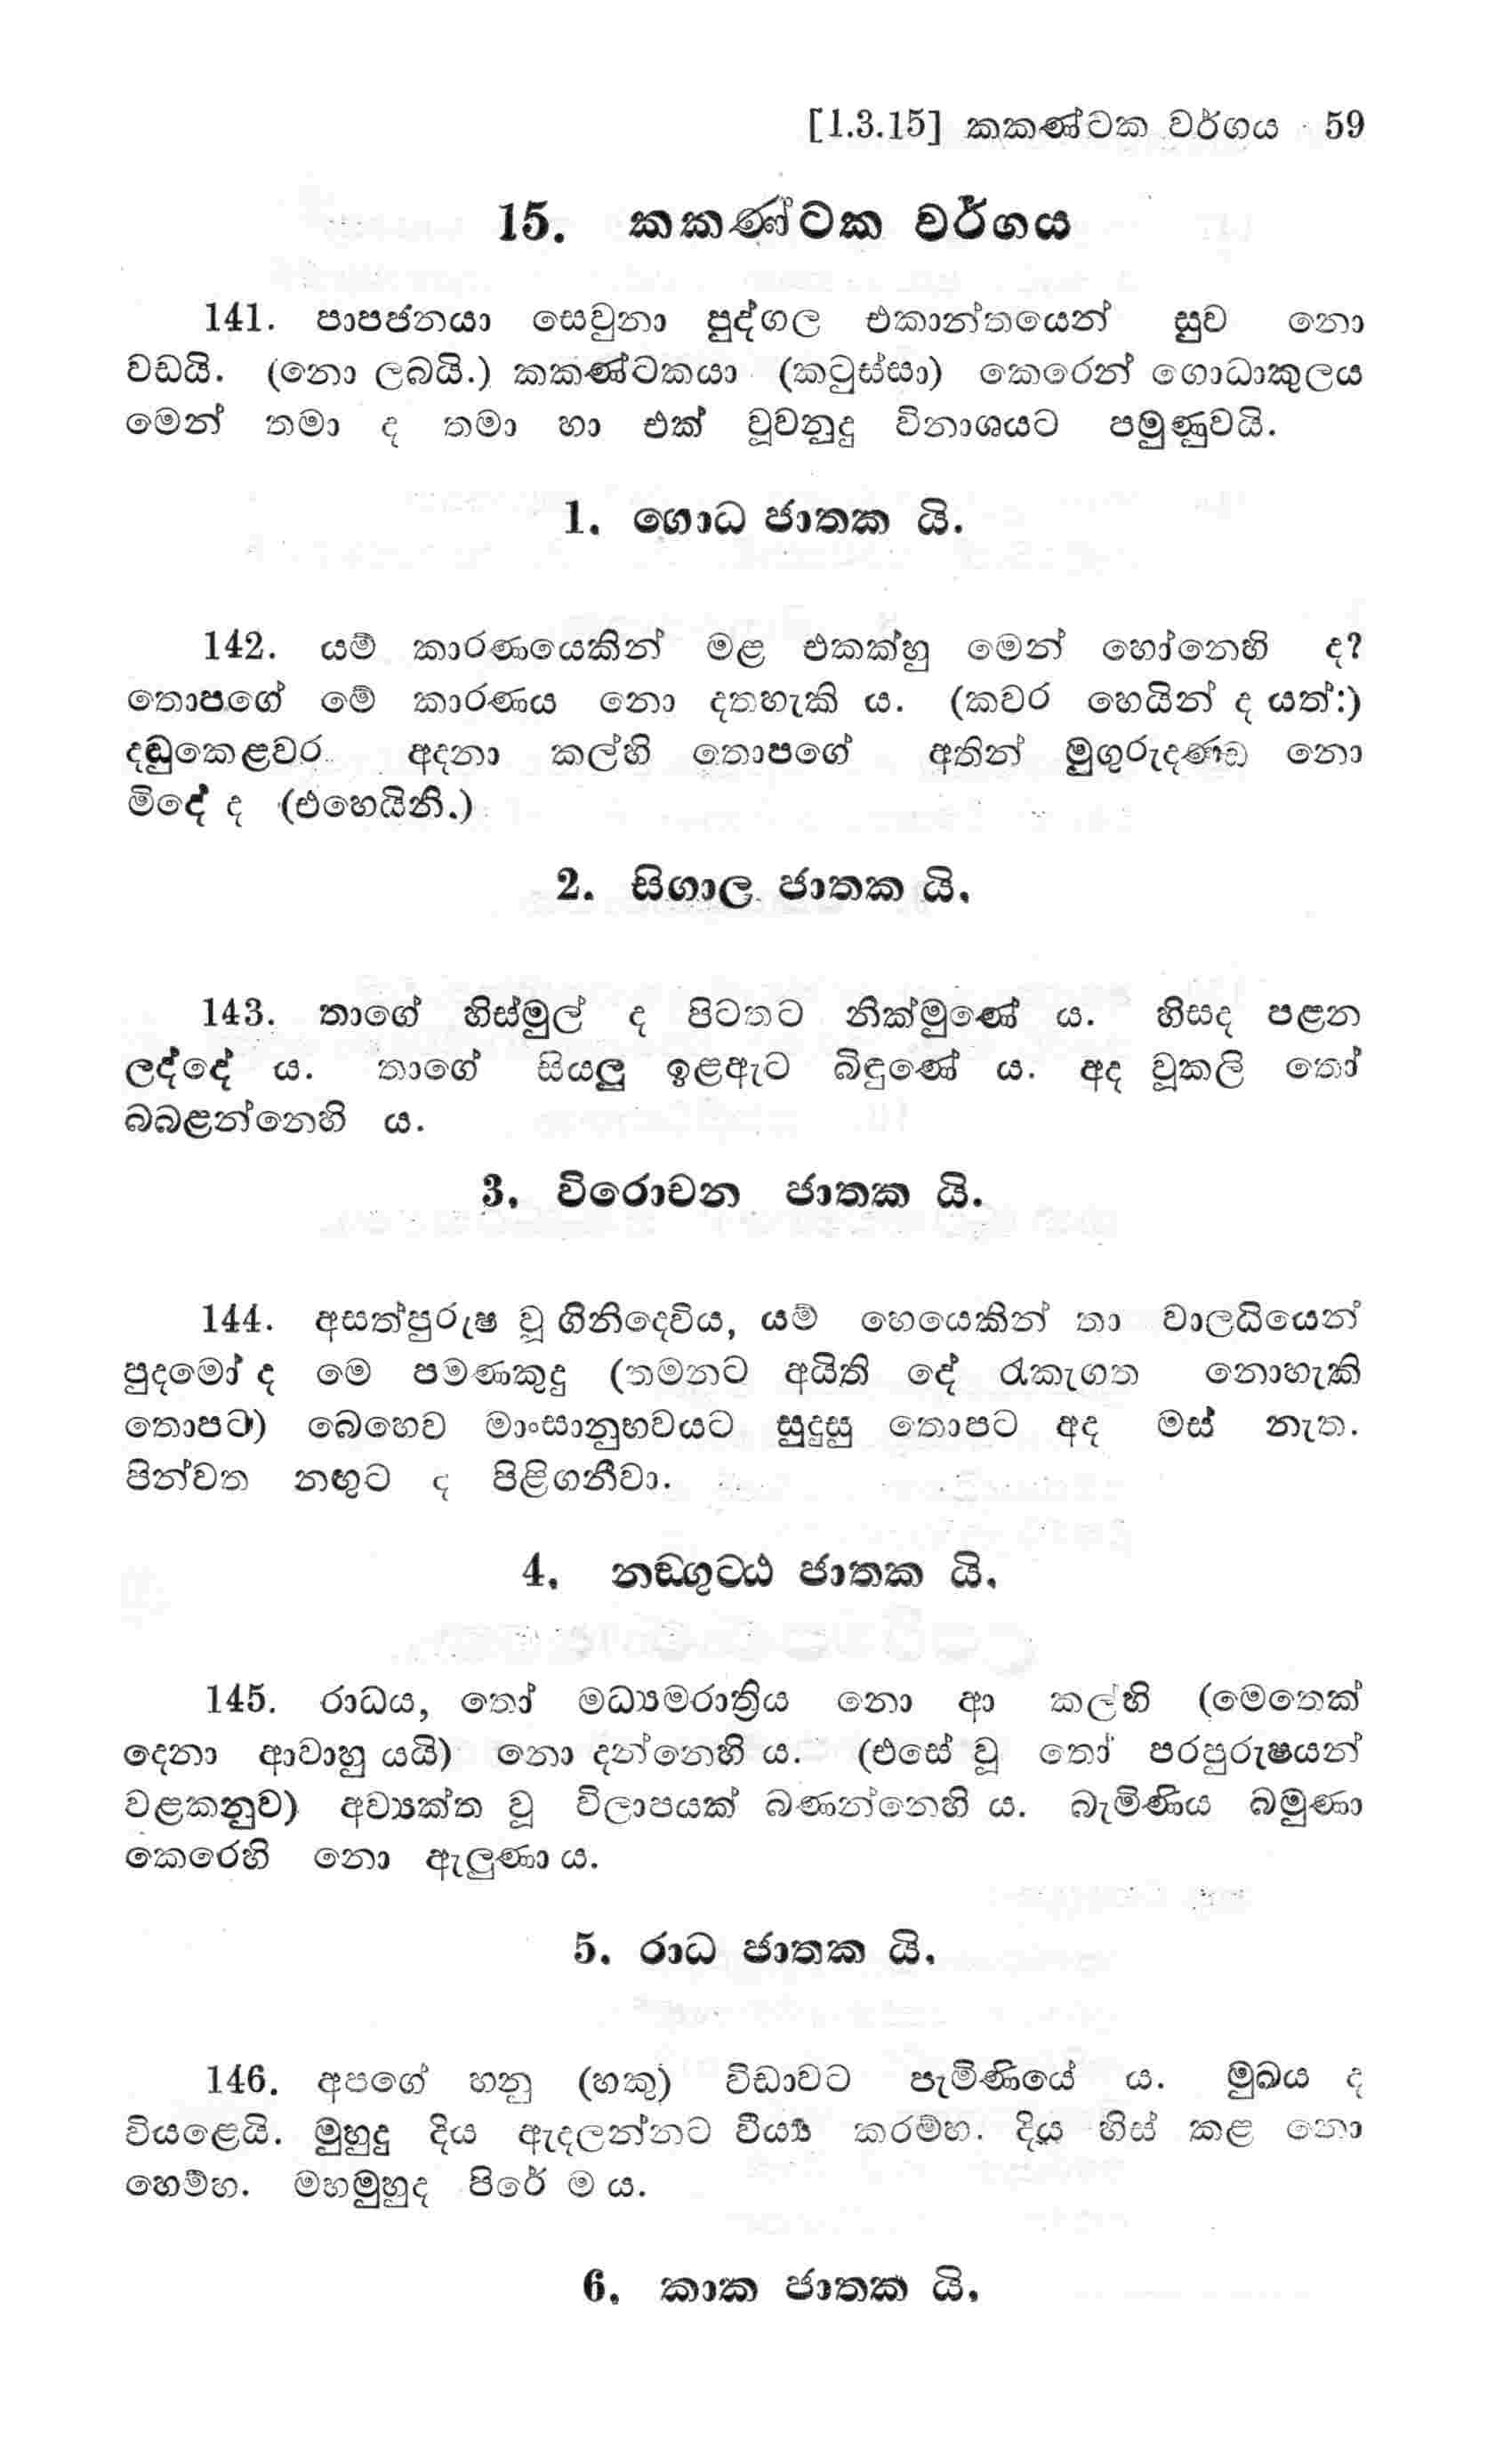 [1.3.15] කකණ්ටක වර්ගය 59
15. කකණ්ටක වර්ගය
141. පාපජනයා සෙවුනා පුද්ගල එකාන්තයෙන් සුව නො
වඩයි. (නො ලබයි.) කකණ්ටකයා (කටුස්සා) කෙරෙන් ගොධාකුලය
මෙන් තමා ද තමා හා එක් වූවනුදු විනාශයට පමුණුවයි.
1. ගොධ ජාතක යි.
142. යම් කාරණයෙකින් මළ එකක්හු මෙන් හෝනෙහි ද?
තොපගේ මේ කාරණය නො දතහැකි ය. (කවර හෙයින් ද යත්:)
දඬුකෙළවර අදනා කල්හි තොපගේ අතින් මුගුරුදණ්ඩ නො
මිදේ ද (එහෙයිනි.)
2. සිගාල ජාතක යි.
143. තාගේ හිස්මුල් ද පිටතට නික්මුණේ ය. හිසද පළන
ලද්දේ ය. තාගේ සියලු ඉළඇට බිඳුණේ ය. අද වූකලි තෝ
බබළන්නෙහි ය.
3. විරොචන ජාතක යි.
144. අසත්පුරුෂ වූ ගිනිදෙවිය, යම් හෙයෙකින් තා වාලධියෙන්
පුදමෝ ද මෙ පමණකුදු (තමනට අයිති දේ රැකැගත නොහැකි
තොපට) බෙහෙව මාංසානුභවයට සුදුසු තොපට අද මස් නැත.
පින්වත නඟුට ද පිළිගනීවා.
4. නඞගුට්ඨ ජාතක යි.
145. රාධය, තෝ මධ්‍යමරාත්‍රිය නො ආ කල්හි (මෙතෙක්
දෙනා ආවාහු යයි) නො දන්නෙහි ය. (එසේ වූ තෝ පරපුරුෂයන්
වළකනුව) අව්‍යක්ත වූ විලාපයක් බණන්නෙහි ය. බැමිණිය බමුණා
කෙරෙහි නො ඇලුණා ය.
5. රාධ ජාතක යි.
146. අපගේ හනු (හකු) විඩාවට පැමිණියේ ය. මුඛය ද
වියළෙයි. මුහුදු දිය ඇදලන්නට වීර්‍ය්‍ය කරම්හ. දිය හිස් කළ නො
හෙම්හ. මහමුහුද පිරේ ම ය.
6. කාක ජාතක යි.